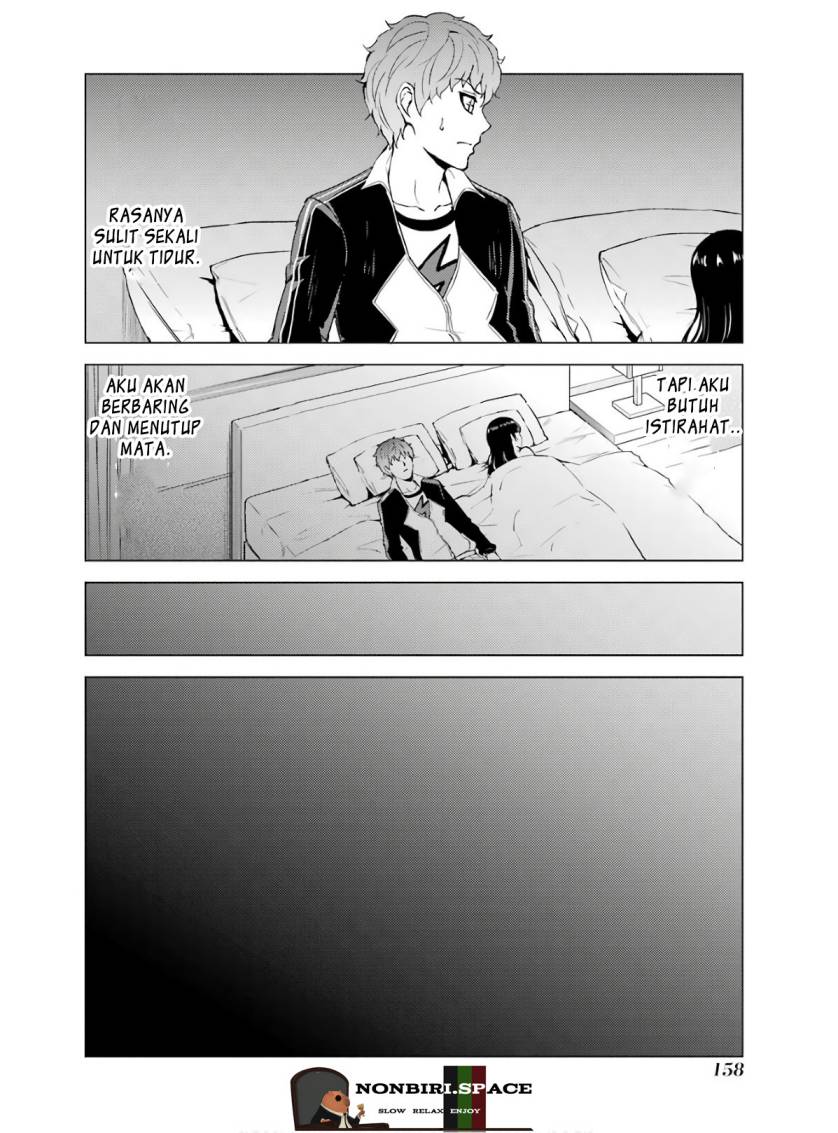 RASANYA
SULIT SEKALI
UNTUK TIDUR.
TAPI AKU
BUTUH
ISTIRAHAT..
AKU AKAN
BERBARING
DAN MENUTUP
MATA.
158
NONBIRI.SPACE
SLOW RELAX ENJOY